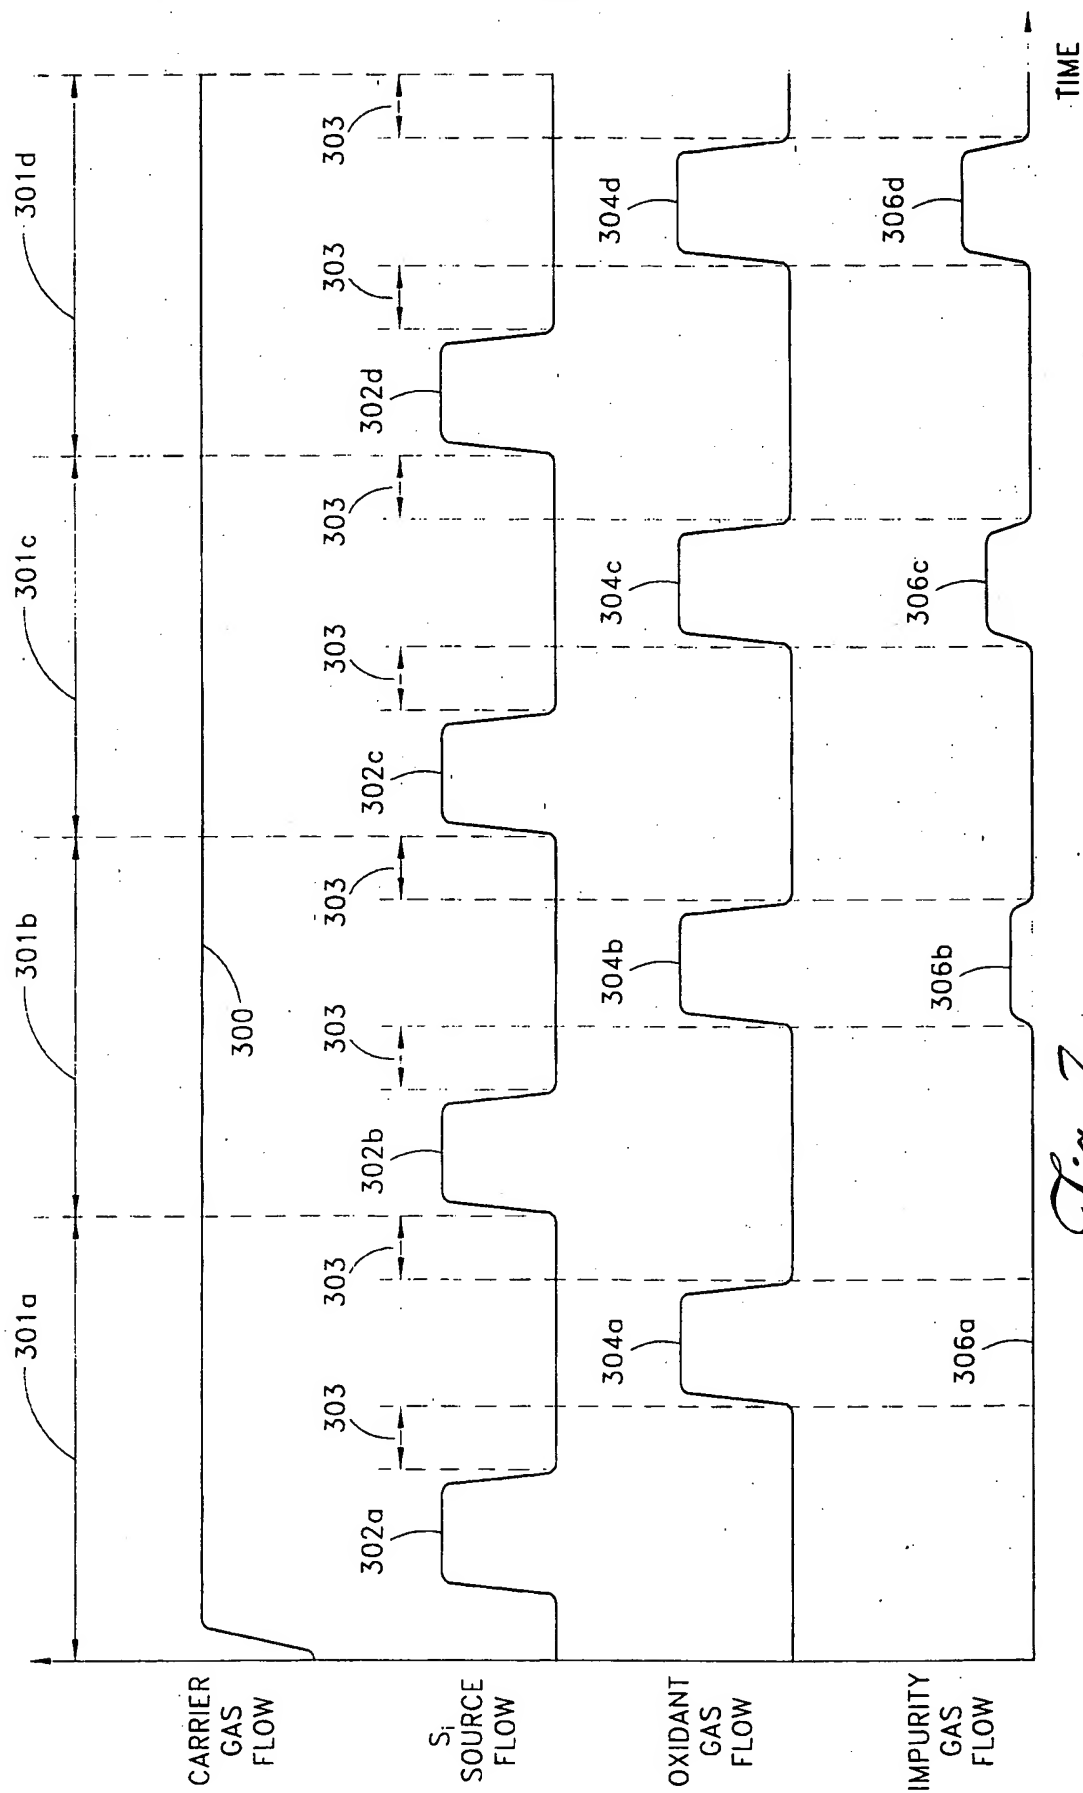 301a
301b
301c
301d
CARRIER
GAS
FLOW
300
Si
SOURCE
FLOW
303
303
303
303
303
303
303
303
302a
302b
302c
302d
OXIDANT
GAS
FLOW
304a
304b
304c
304d
IMPURITY
GAS
FLOW
306a
306b
306c
306d
TIME
Fig. 7